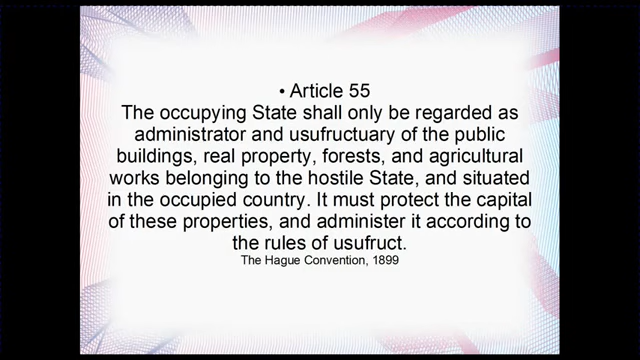 • Article 55
The occupying State shall only be regarded as
administrator and usufructuary of the public
buildings, real property, forests, and agricultural
works belonging to the hostile State, and situated
in the occupied country. It must protect the capital
of these properties, and administer it according to
the rules of usufruct.
The Hague Convention, 1899